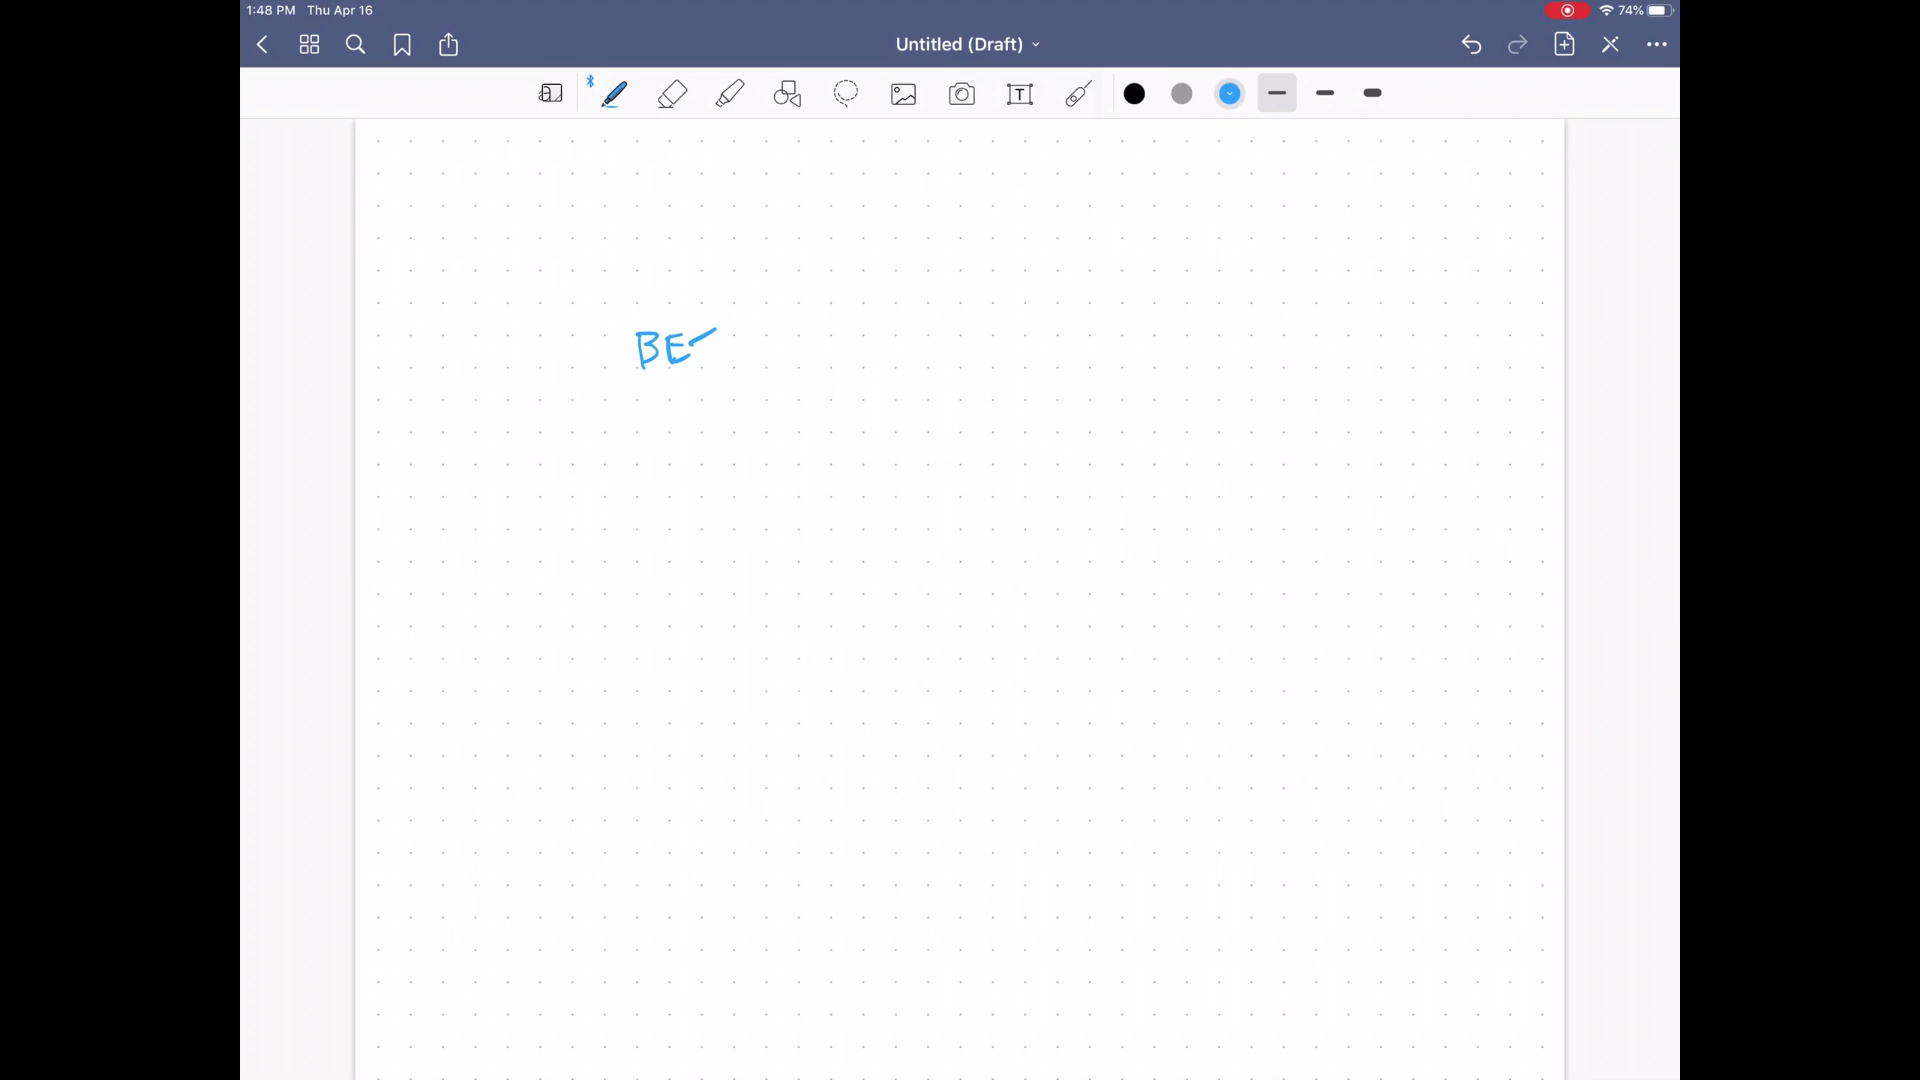 1:48 PM Thu Apr 16
74%
Untitled (Draft)
a
T
BE